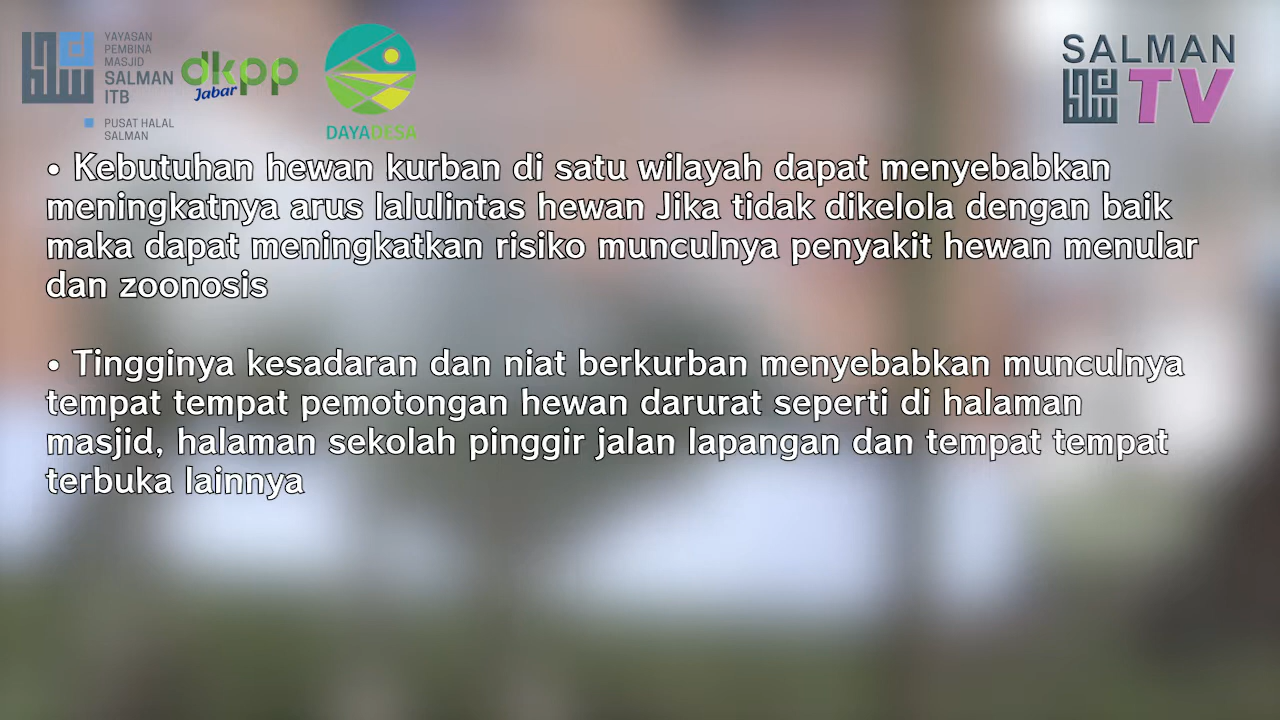 YAYASAN
PEMBINA
MASJID
SALMAN
ITB
PUSAT HALAL
SALMAN
dkpp
Jabar
DAYADESA
SALMAN
TV
• Kebutuhan hewan kurban di satu wilayah dapat menyebabkan
meningkatnya arus lalulintas hewan Jika tidak dikelola dengan baik
maka dapat meningkatkan risiko munculnya penyakit hewan menular
dan zoonosis
• Tingginya kesadaran dan niat berkurban menyebabkan munculnya
tempat tempat pemotongan hewan darurat seperti di halaman
masjid, halaman sekolah pinggir jalan lapangan dan tempat tempat
terbuka lainnya